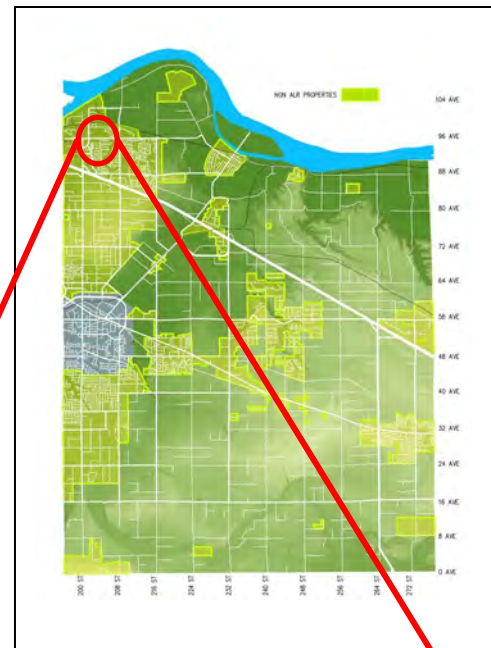 NON ALR PROPERTIES
104 AVE
96 AVE
88 AVE
80 AVE
72 AVE
64 AVE
56 AVE
48 AVE
40 AVE
32 AVE
24 AVE
16 AVE
8 AVE
0 AVE
200 ST
208 ST
216 ST
224 ST
232 ST
240 ST
248 ST
256 ST
264 ST
272 ST